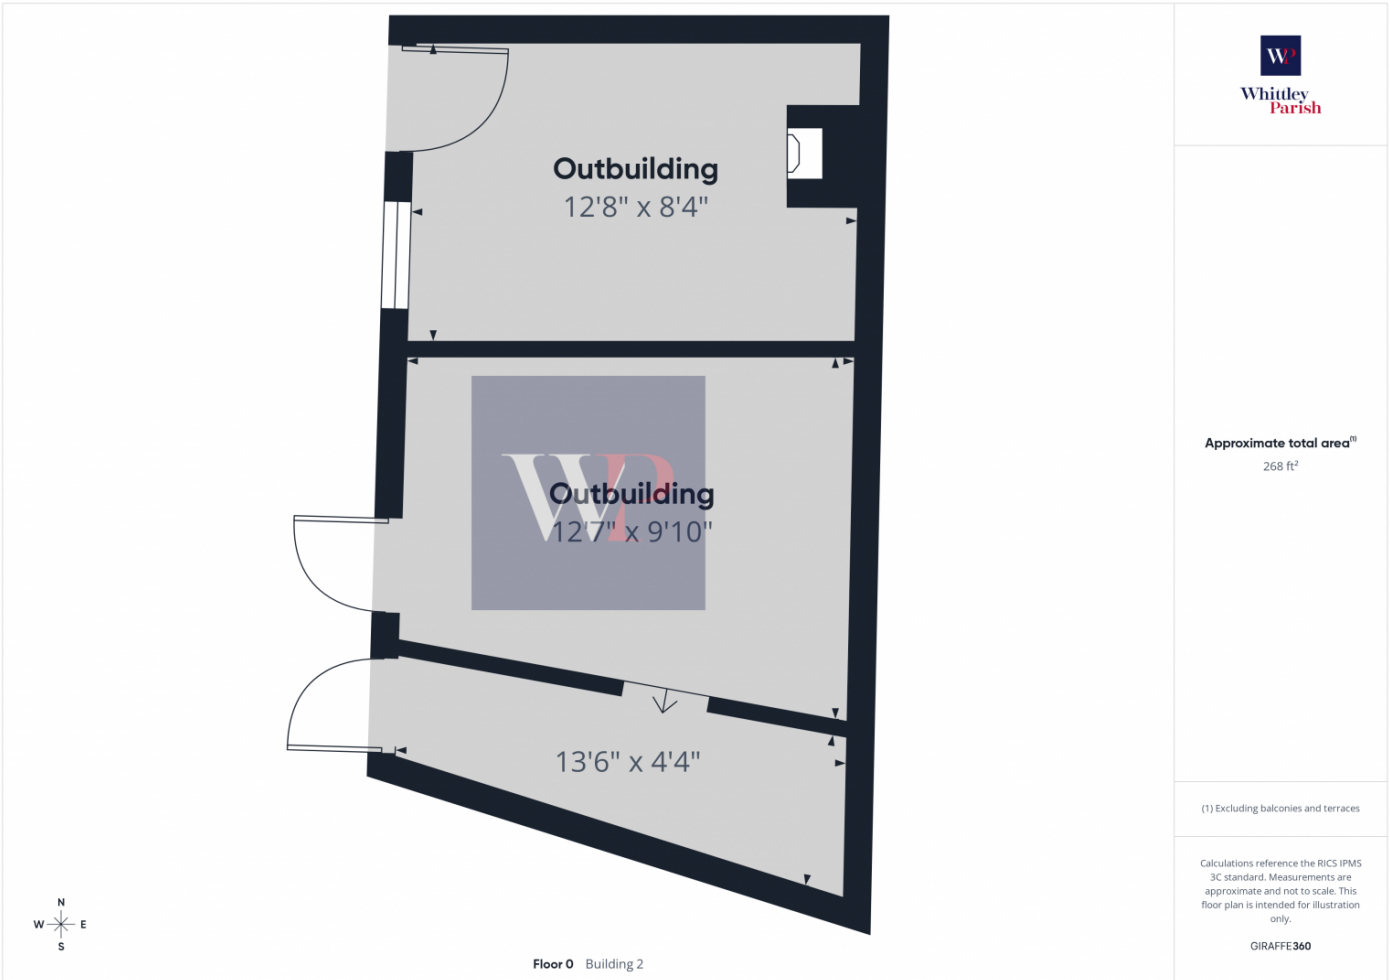 Outbuilding
12'8" x 8'4"
WP
Outbuilding
12'7" x 9'10"
13'6" x 4'4"
N
W E
S
Floor 0 Building 2
WP
Whittley
Parish
Approximate total area(1)
268 ft²
(1) Excluding balconies and terraces
Calculations reference the RICS IPMS
3C standard. Measurements are
approximate and not to scale. This
floor plan is intended for illustration
only.
GIRAFFE360